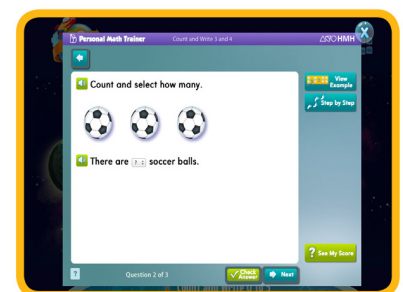 Personal Math Trainer
Count and Write 3 and 4
HMH
View Example
Step by Step
Count and select how many.
There are ? soccer balls.
? See My Score
?
Question 2 of 3
Check Answer
Next